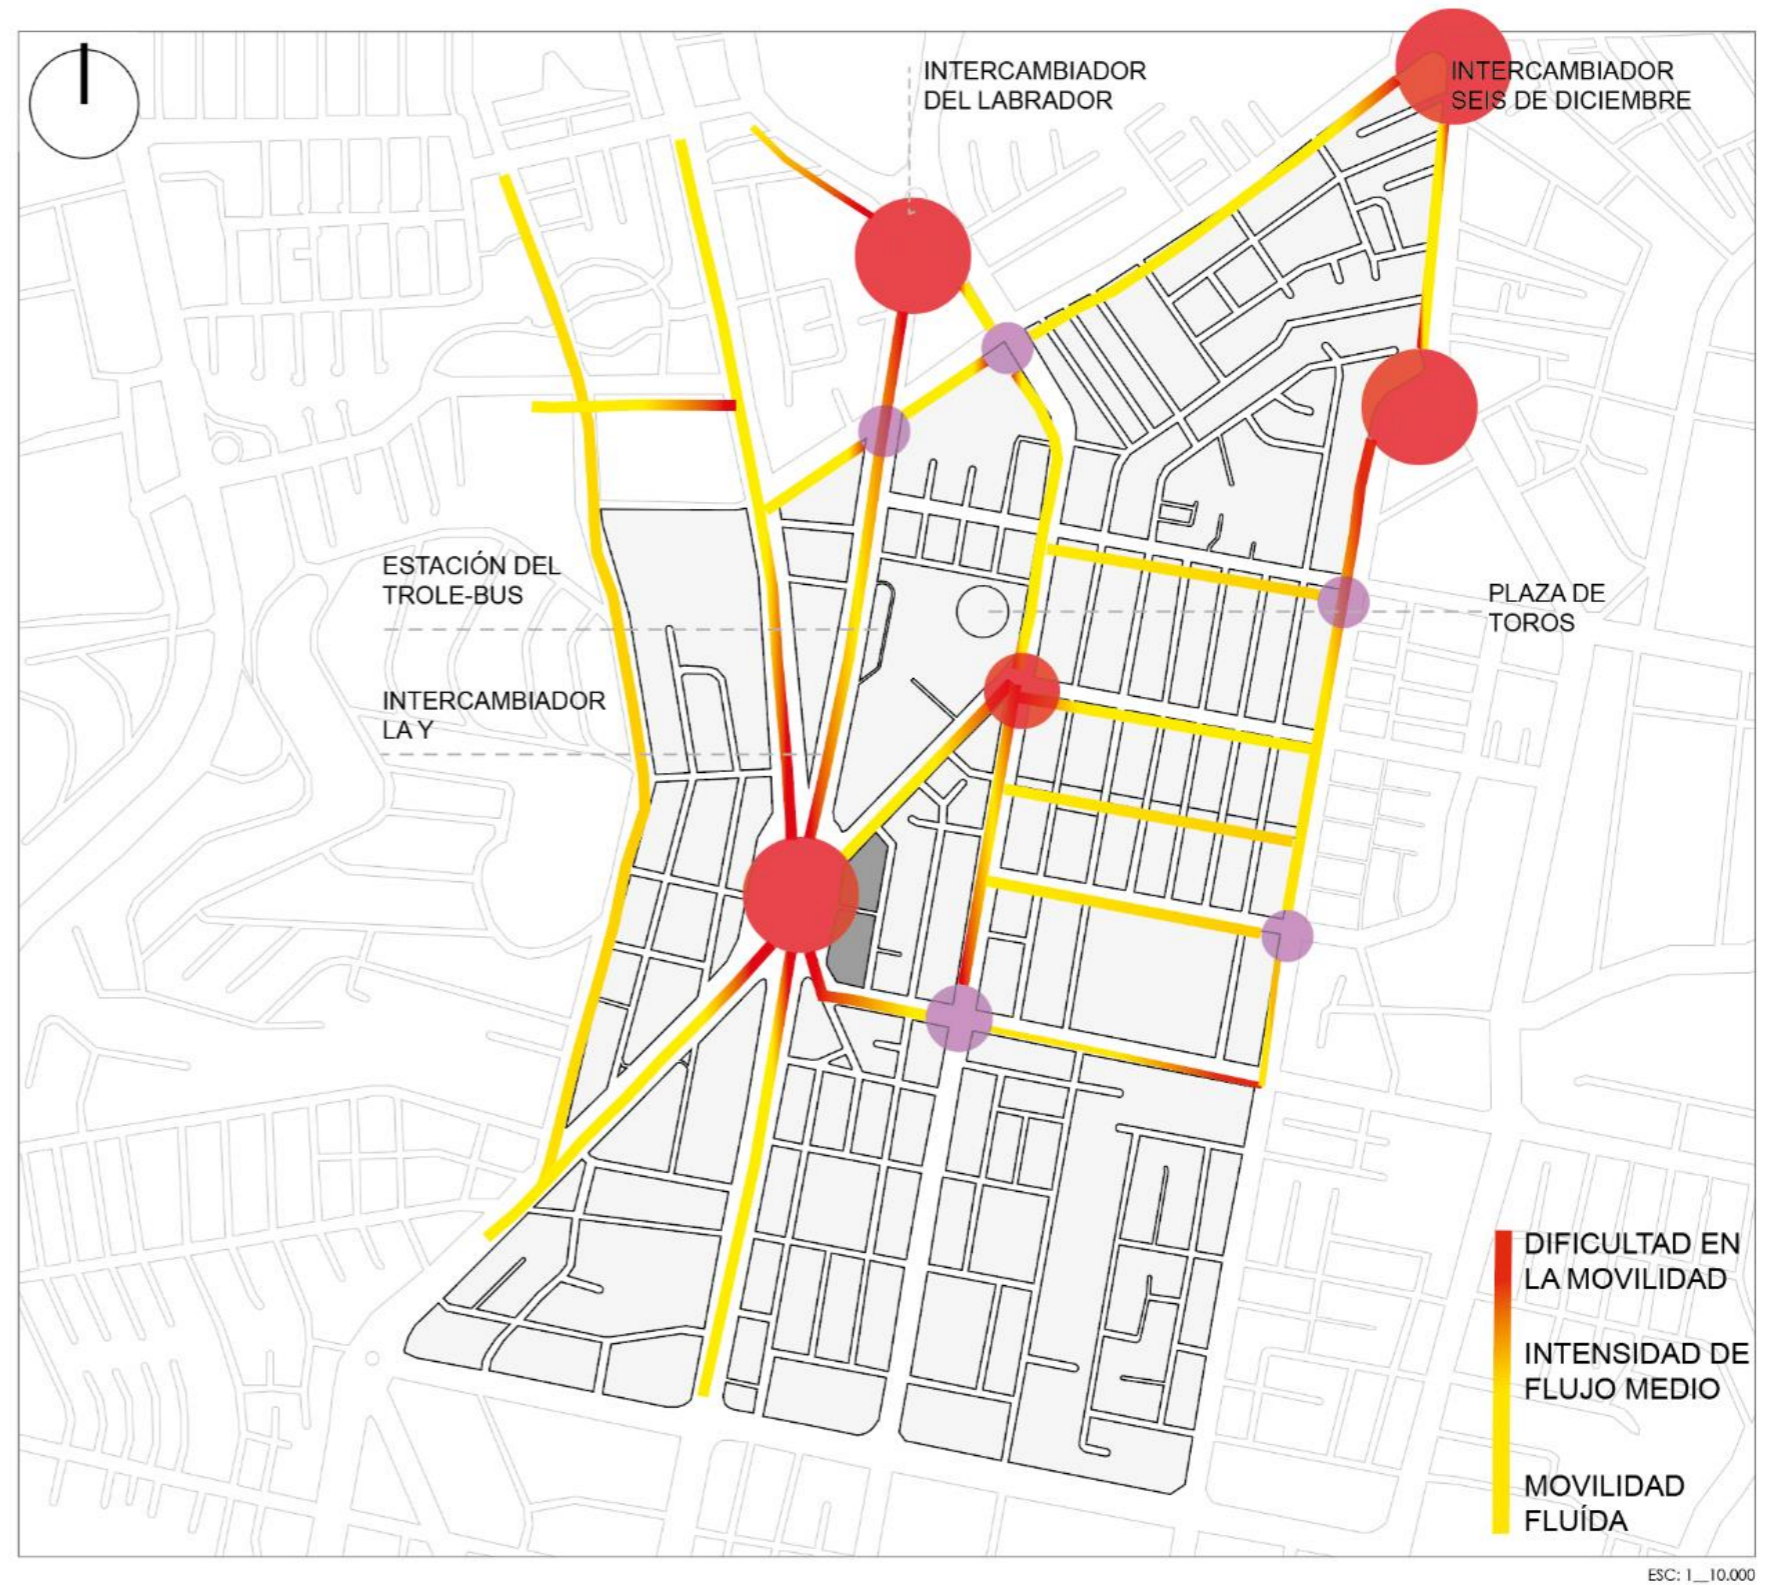 INTERCAMBIADOR
DEL LABRADOR
INTERCAMBIADOR
SEIS DE DICIEMBRE
ESTACIÓN DEL
TROLE-BUS
PLAZA DE
TOROS
INTERCAMBIADOR
LA Y
DIFICULTAD EN
LA MOVILIDAD
INTENSIDAD DE
FLUJO MEDIO
MOVILIDAD
FLUÍDA
ESC: 1__10.000